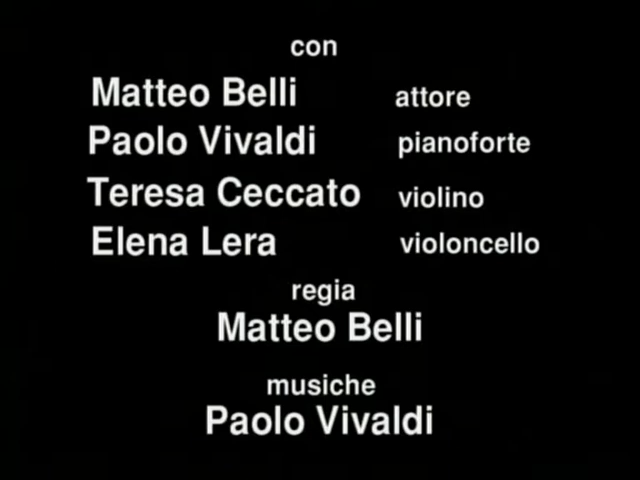 con
Matteo Belli attore
Paolo Vivaldi pianoforte
Teresa Ceccato violino
Elena Lera violoncello
regia
Matteo Belli
musiche
Paolo Vivaldi